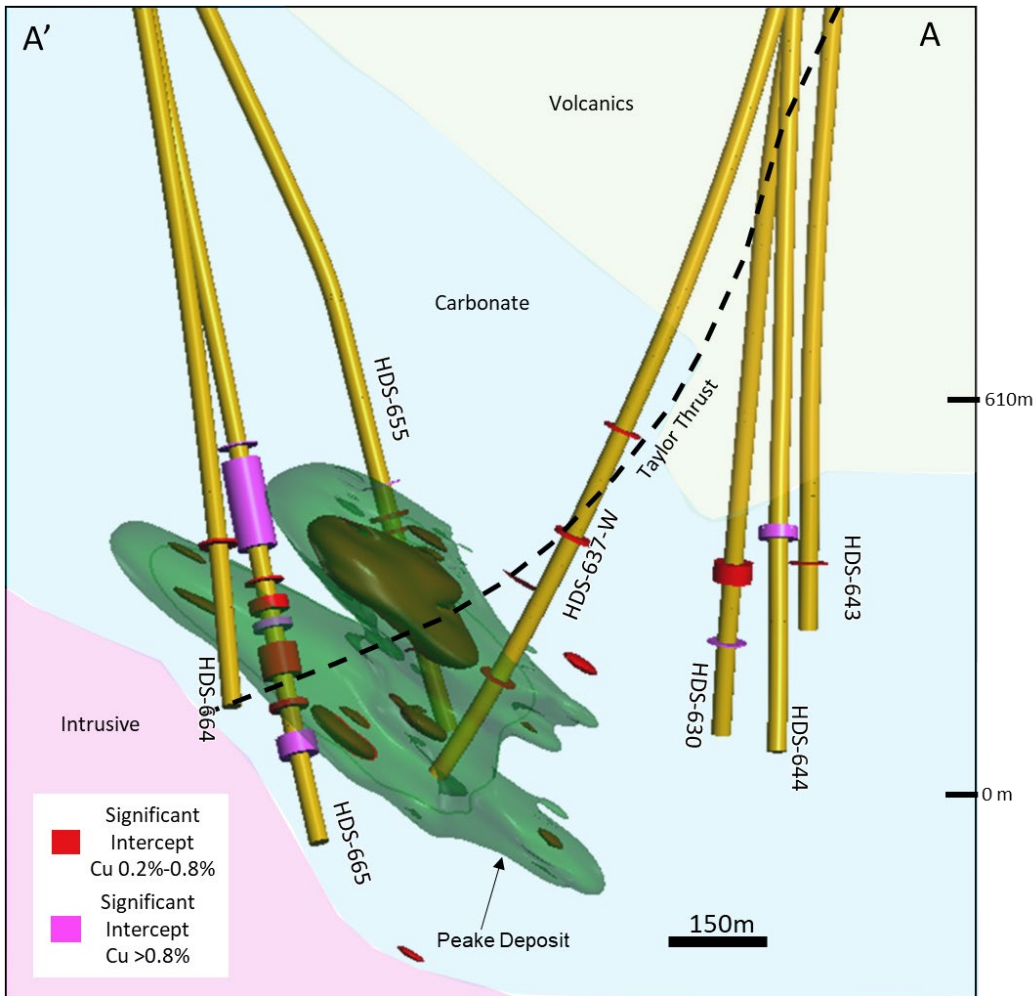 A’
A
Volcanics
Carbonate
HDS-655
610m
Taylor Thrust
HDS-637-W
HDS-643
HDS-664
HDS-630
HDS-644
Intrusive
0 m
HDS-665
Significant
Intercept
Cu 0.2%-0.8%
Significant
Intercept
Cu >0.8%
150m
Peake Deposit